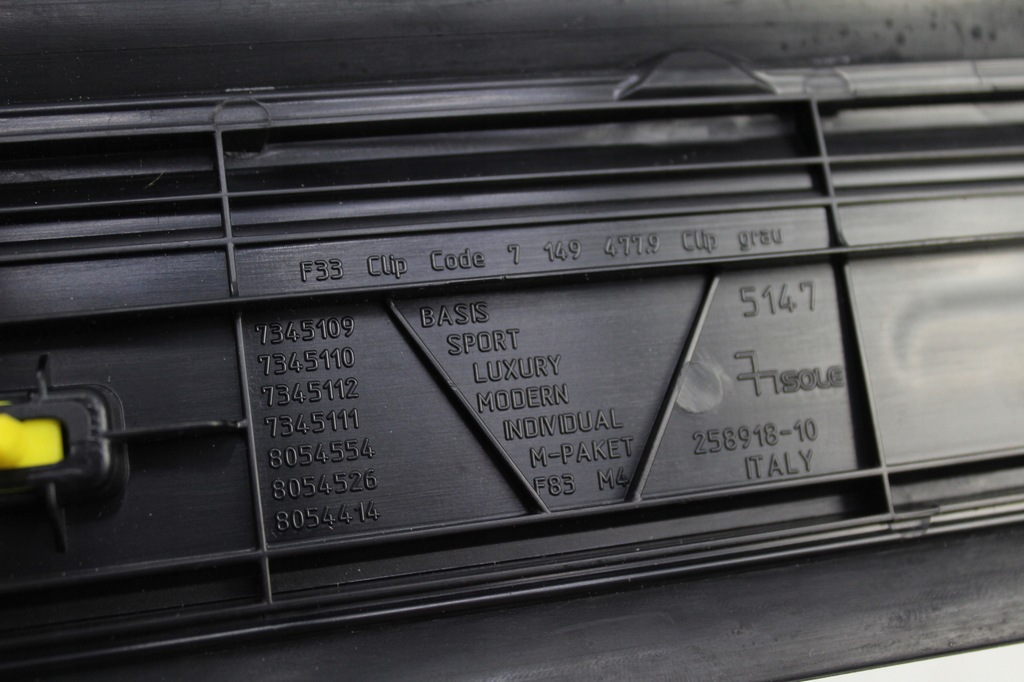 F33 Clip Code 7 149 477.9 Clip grau
7345109 BASIS
7345110 SPORT
7345112 LUXURY
7345111 MODERN
8054554 INDIVIDUAL
8054526 M-PAKET
8054414 F83 M4
5147
SOLE
258918-10
ITALY